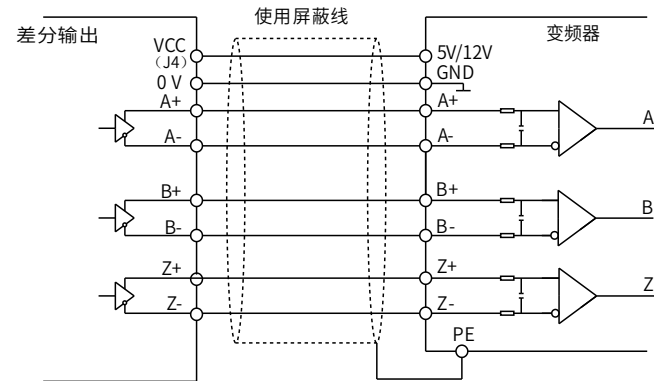 使用屏蔽线
差分输出
变频器
VCC
（J4）
0 V
A+
A-
B+
B-
Z+
Z-
5V/12V
GND
A+
A-
B+
B-
Z+
Z-
PE
A
B
Z